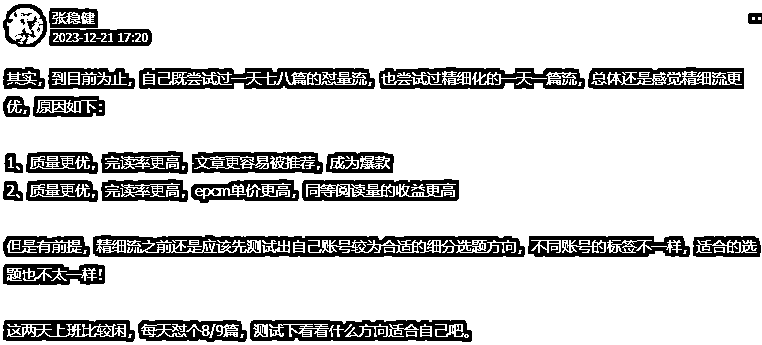 张稳健
2023-12-21 17:20
其实，到目前为止，自己既尝试过一天七八篇的怼量流，也尝试过精细化的一天一篇流，总体还是感觉精细流更
优，原因如下：
1、质量更优，完读率更高，文章更容易被推荐，成为爆款
2、质量更优，完读率更高，epcm单价更高，同等阅读量的收益更高
但是有前提，精细流之前还是应该先测试出自己账号较为合适的细分选题方向，不同账号的标签不一样，适合的选
题也不太一样！
这两天上班比较闲，每天怼个8/9篇，测试下看看什么方向适合自己吧。